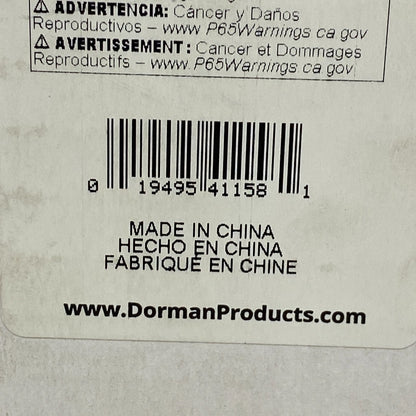 ⚠ ADVERTENCIA: Cáncer y Daños
Reproductivos – www.P65Warnings.ca.gov
⚠ AVERTISSEMENT : Cancer et Dommages
Reproductifs – www.P65Warnings.ca.gov
0 19495 41158 1
MADE IN CHINA
HECHO EN CHINA
FABRIQUÉ EN CHINE
www.DormanProducts.com